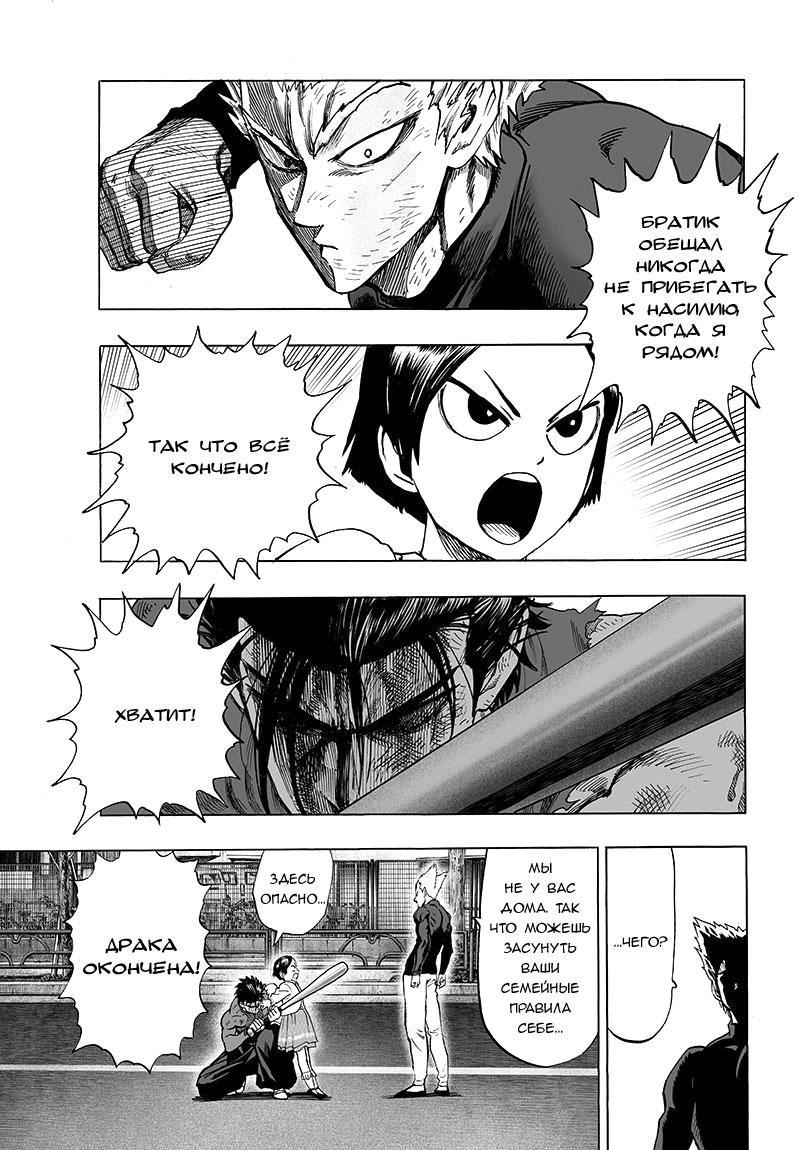 БРАТИК
ОБЕЩАЛ
НИКОГДА
НЕ ПРИБЕГАТЬ
К НАСИЛИЮ,
КОГДА Я
РЯДОМ!
ТАК ЧТО ВСЁ
КОНЧЕНО!
ХВАТИТ!
...ЧЕГО?
МЫ
НЕ У ВАС
ДОМА. ТАК
ЧТО МОЖЕШЬ
ЗАСУНУТЬ
ВАШИ
СЕМЕЙНЫЕ
ПРАВИЛА
СЕБЕ...
ЗДЕСЬ
ОПАСНО...
ДРАКА
ОКОНЧЕНА!